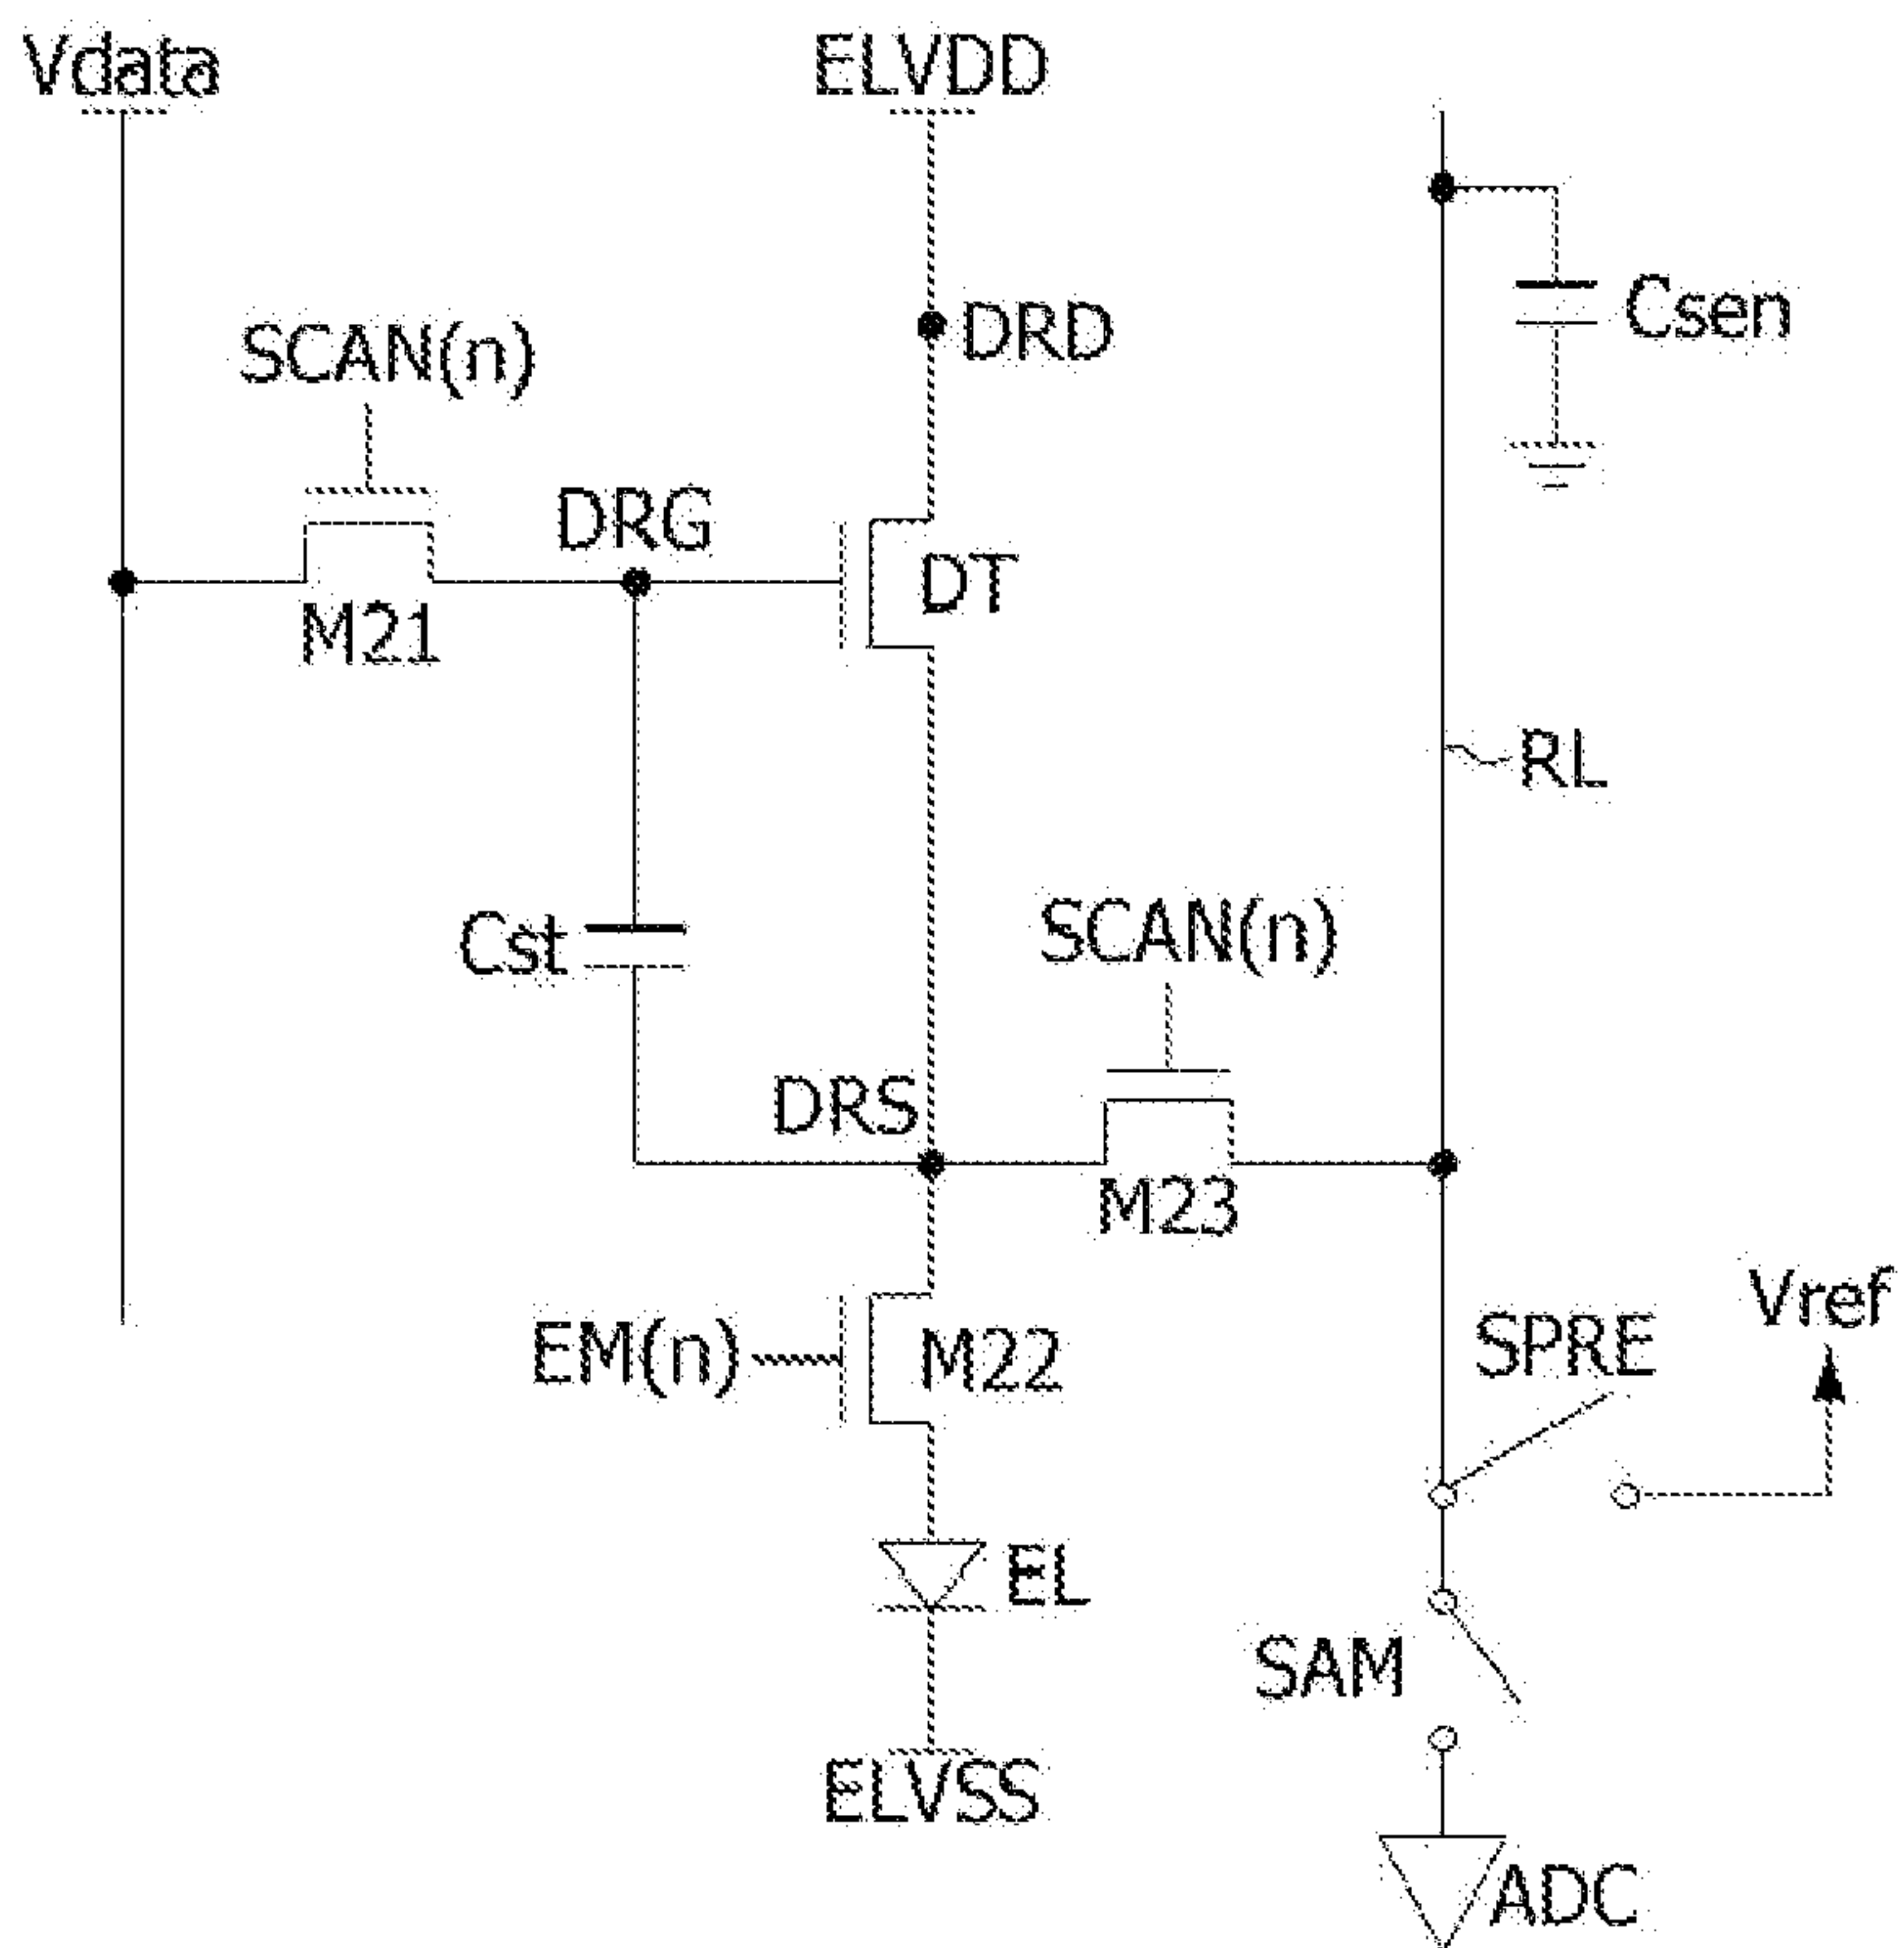 Vdata
ELVDD
Csen
DRD
SCAN(n)
DRG
DT
M21
RL
SCAN(n)
Cst
DRS
M23
Vref
SPRE
EM(n)
M22
EL
SAM
ELVSS
ADC